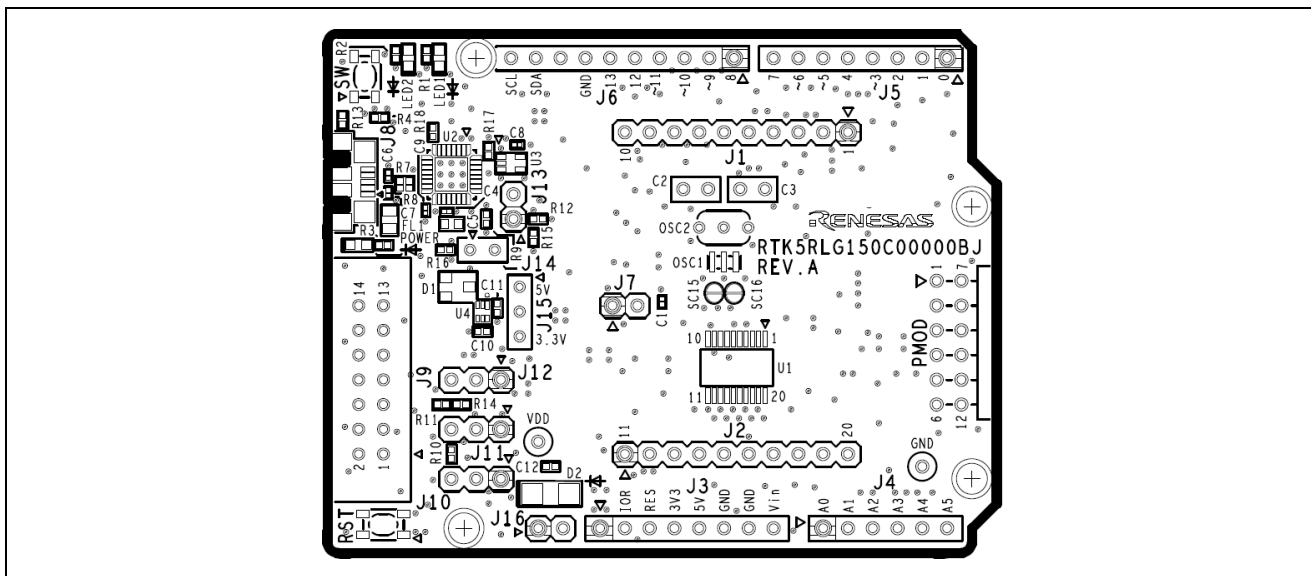 R2
SW
LED2
R1
LED1
SCL
SDA
GND
13
12
~11
~10
~9
8
J6
7
~6
~5
4
~3
2
1
0
J5
R13
R4
J8
R18
U2
R17
C8
U3
C9
C6
R7
R8
C7
FL1
C4
C5
J13
R12
R15
R3
POWER
R16
R9
J14
10
1
J1
C2
C3
OSC2
RENESAS
RTK5RLG150C00000BJ
REV.A
OSC1
SC15
SC16
J7
C1
D1
C11
U4
C10
5V
J15
3.3V
14
13
J9
J12
R14
R11
R10
J11
2
1
J10
VDD
C12
D2
10
1
U1
11
20
J2
11
20
1
7
PMOD
6
12
GND
RST
J16
J3
IOR
RES
3V3
5V
GND
GND
Vin
J4
A0
A1
A2
A3
A4
A5